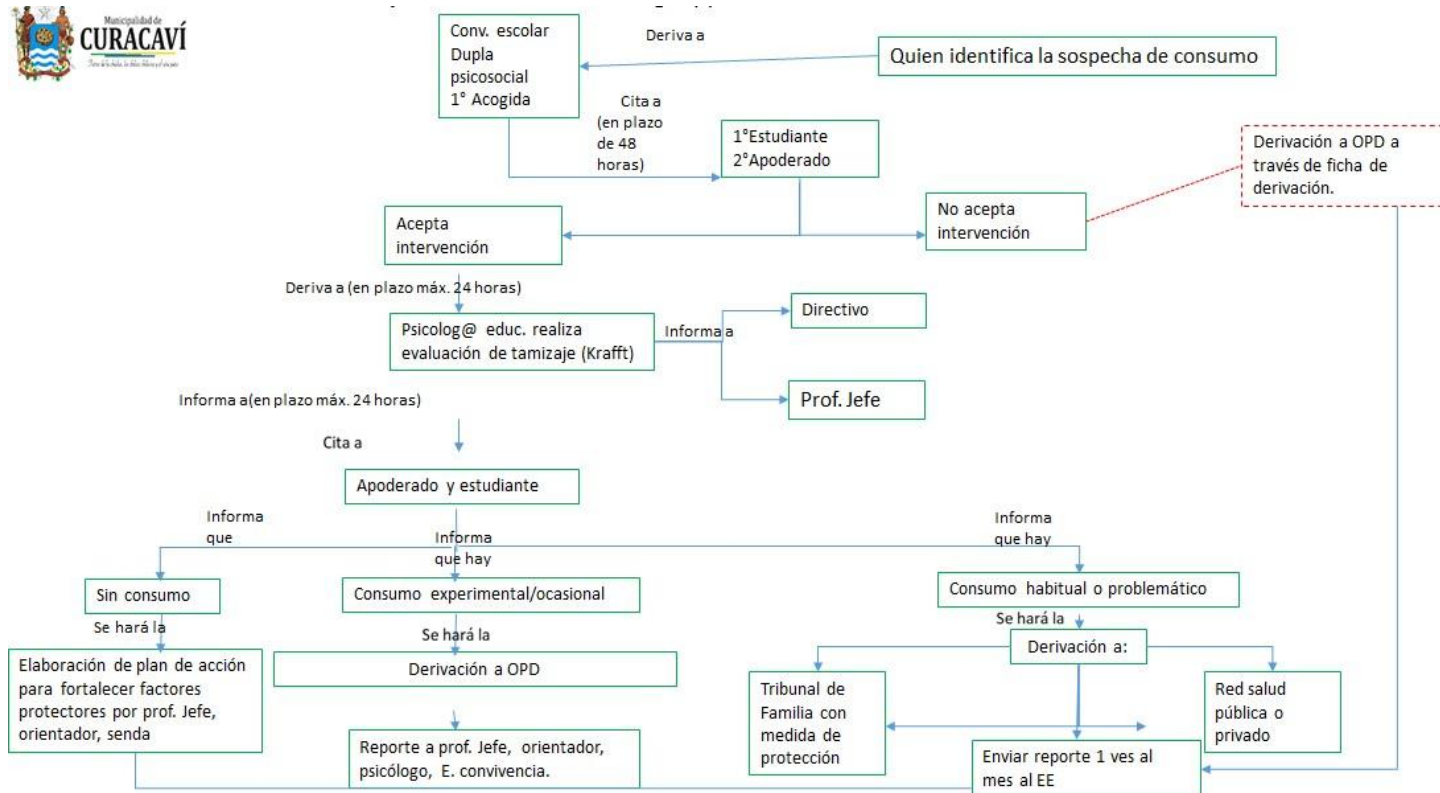 Municipalidad de
CURACAVÍ
Conv. escolar
Dupla
psicosocial
1° Acogida
Deriva a
Quien identifica la sospecha de consumo
Cita a
(en plazo
de 48
horas)
1°Estudiante
2°Apoderado
Derivación a OPD a
través de ficha de
derivación.
Acepta
intervención
No acepta
intervención
Deriva a (en plazo máx. 24 horas)
Psicolog@ educ. realiza
evaluación de tamizaje (Krafft)
Informa a
Directivo
Prof. Jefe
Informa a(en plazo máx. 24 horas)
Cita a
Apoderado y estudiante
Informa
que
Informa
que hay
Informa
que hay
Sin consumo
Consumo experimental/ocasional
Consumo habitual o problemático
Se hará la
Se hará la
Se hará la
Elaboración de plan de acción
para fortalecer factores
protectores por prof. Jefe,
orientador, senda
Derivación a OPD
Derivación a:
Reporte a prof. Jefe, orientador,
psicólogo, E. convivencia.
Tribunal de
Familia con
medida de
protección
Red salud
pública o
privado
Enviar reporte 1 ves al
mes al EE